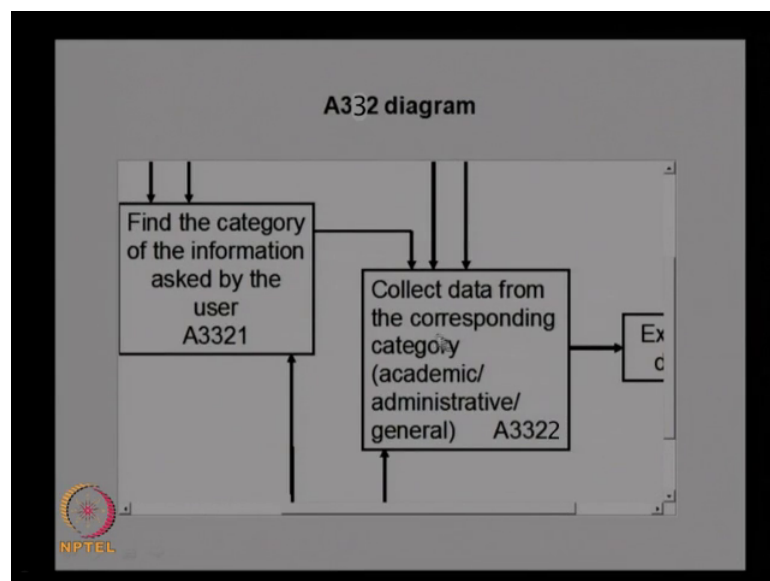 A332 diagram
Find the category
of the information
asked by the
user
A3321
Collect data from
the corresponding
category
(academic/
administrative/
general) A3322
Ex
d
NPTEL